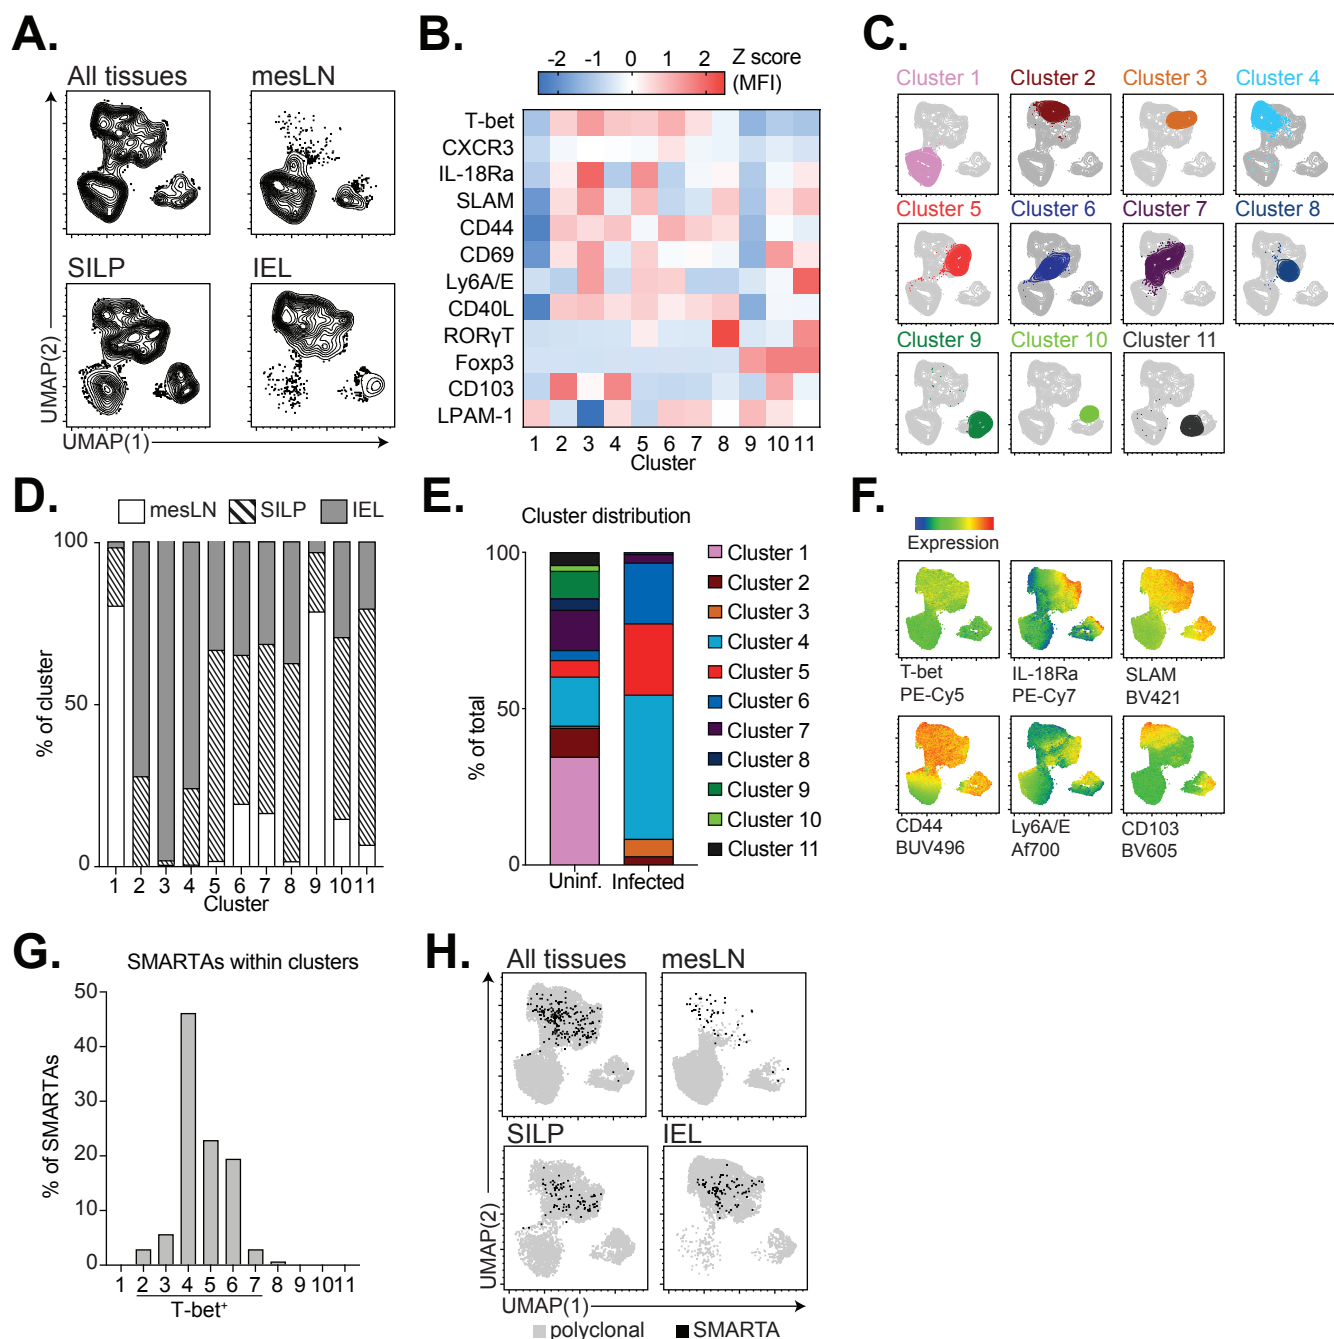 A.
All tissues
mesLN
SILP
IEL
UMAP(2)
UMAP(1)
B.
-2 -1 0 1 2
Z score
(MFI)
T-bet
CXCR3
IL-18Ra
SLAM
CD44
CD69
Ly6A/E
CD40L
RORγT
Foxp3
CD103
LPAM-1
1 2 3 4 5 6 7 8 9 10 11
Cluster
C.
Cluster 1 Cluster 2 Cluster 3 Cluster 4
Cluster 5 Cluster 6 Cluster 7 Cluster 8
Cluster 9 Cluster 10 Cluster 11
D.
mesLN SILP IEL
100
50
0
% of cluster
1 2 3 4 5 6 7 8 9 10 11
Cluster
E.
Cluster distribution
100
50
0
% of total
Uninf. Infected
Cluster 1
Cluster 2
Cluster 3
Cluster 4
Cluster 5
Cluster 6
Cluster 7
Cluster 8
Cluster 9
Cluster 10
Cluster 11
F.
Expression
T-bet
PE-Cy5
IL-18Ra
PE-Cy7
SLAM
BV421
CD44
BUV496
Ly6A/E
Af700
CD103
BV605
G.
SMARTAs within clusters
50
40
30
20
10
0
% of SMARTAs
1 2 3 4 5 6 7 8 9 10 11
T-bet⁺
H.
All tissues
mesLN
SILP
IEL
UMAP(2)
UMAP(1)
polyclonal SMARTA